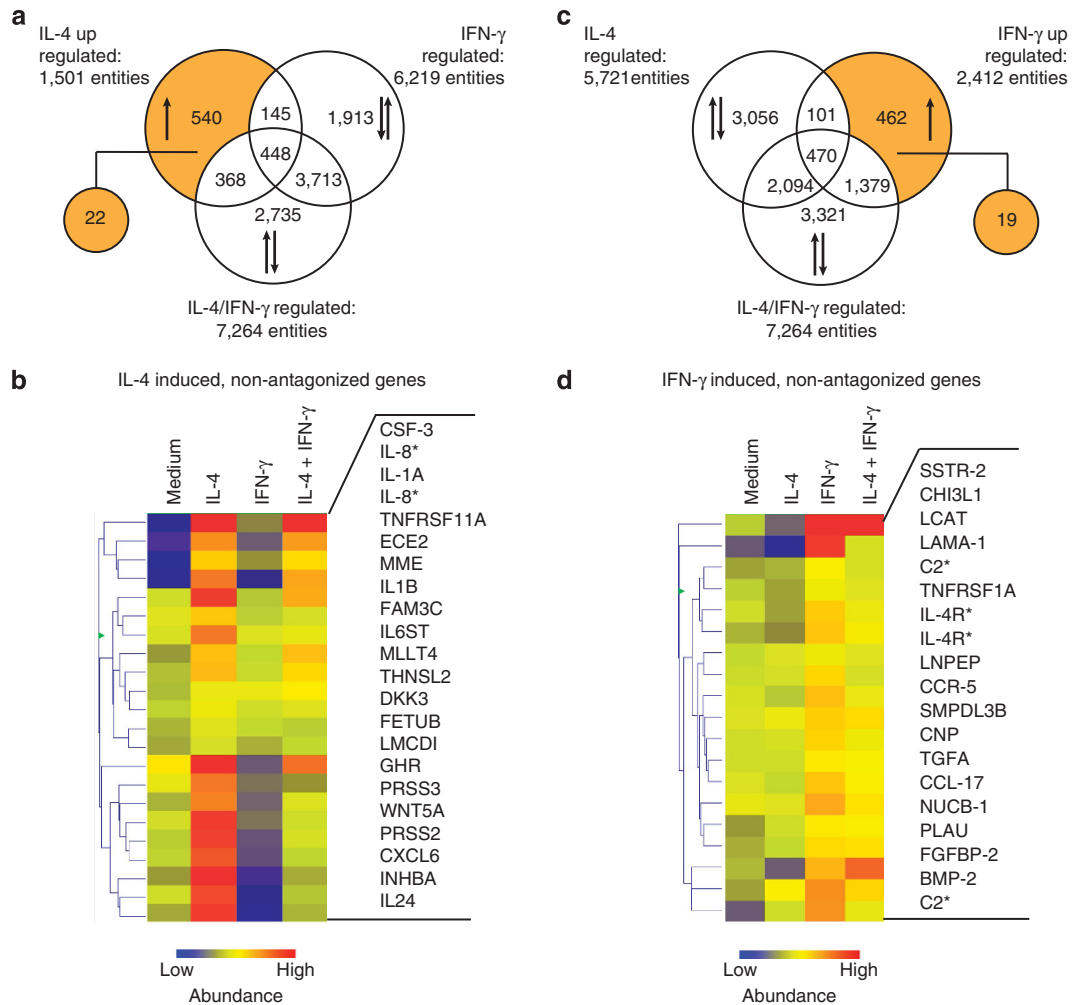 a
IL-4 up
regulated:
1,501 entities
IFN-γ
regulated:
6,219 entities
540
145
1,913
448
368
3,713
2,735
22
IL-4/IFN-γ regulated:
7,264 entities
c
IL-4
regulated:
5,721entities
IFN-γ up
regulated:
2,412 entities
3,056
101
462
470
2,094
1,379
3,321
19
IL-4/IFN-γ regulated:
7,264 entities
b
IL-4 induced, non-antagonized genes
Medium
IL-4
IFN-γ
IL-4 + IFN-γ
CSF-3
IL-8*
IL-1A
IL-8*
TNFRSF11A
ECE2
MME
IL1B
FAM3C
IL6ST
MLLT4
THNSL2
DKK3
FETUB
LMCDI
GHR
PRSS3
WNT5A
PRSS2
CXCL6
INHBA
IL24
Low
High
Abundance
d
IFN-γ induced, non-antagonized genes
Medium
IL-4
IFN-γ
IL-4 + IFN-γ
SSTR-2
CHI3L1
LCAT
LAMA-1
C2*
TNFRSF1A
IL-4R*
IL-4R*
LNPEP
CCR-5
SMPDL3B
CNP
TGFA
CCL-17
NUCB-1
PLAU
FGFBP-2
BMP-2
C2*
Low
High
Abundance